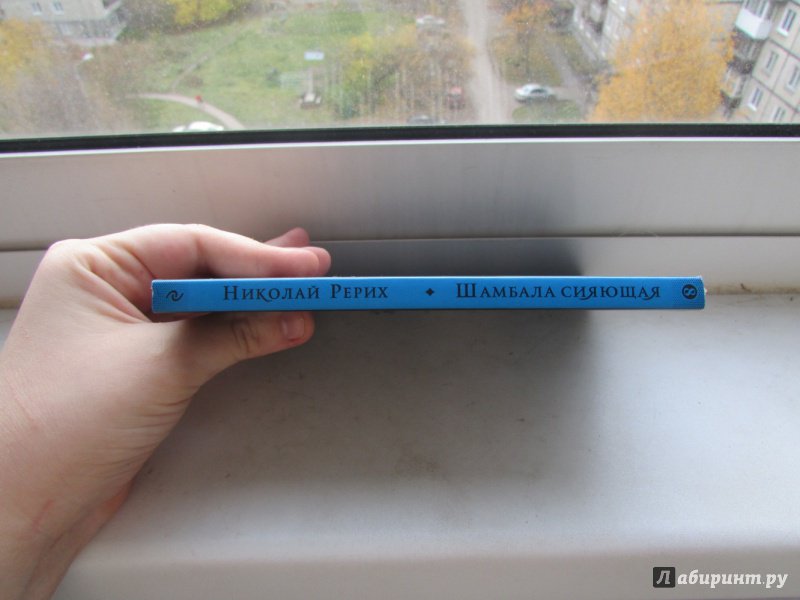 Николай Рерих ◆ Шамбала сияющая
Лабиринт.ру